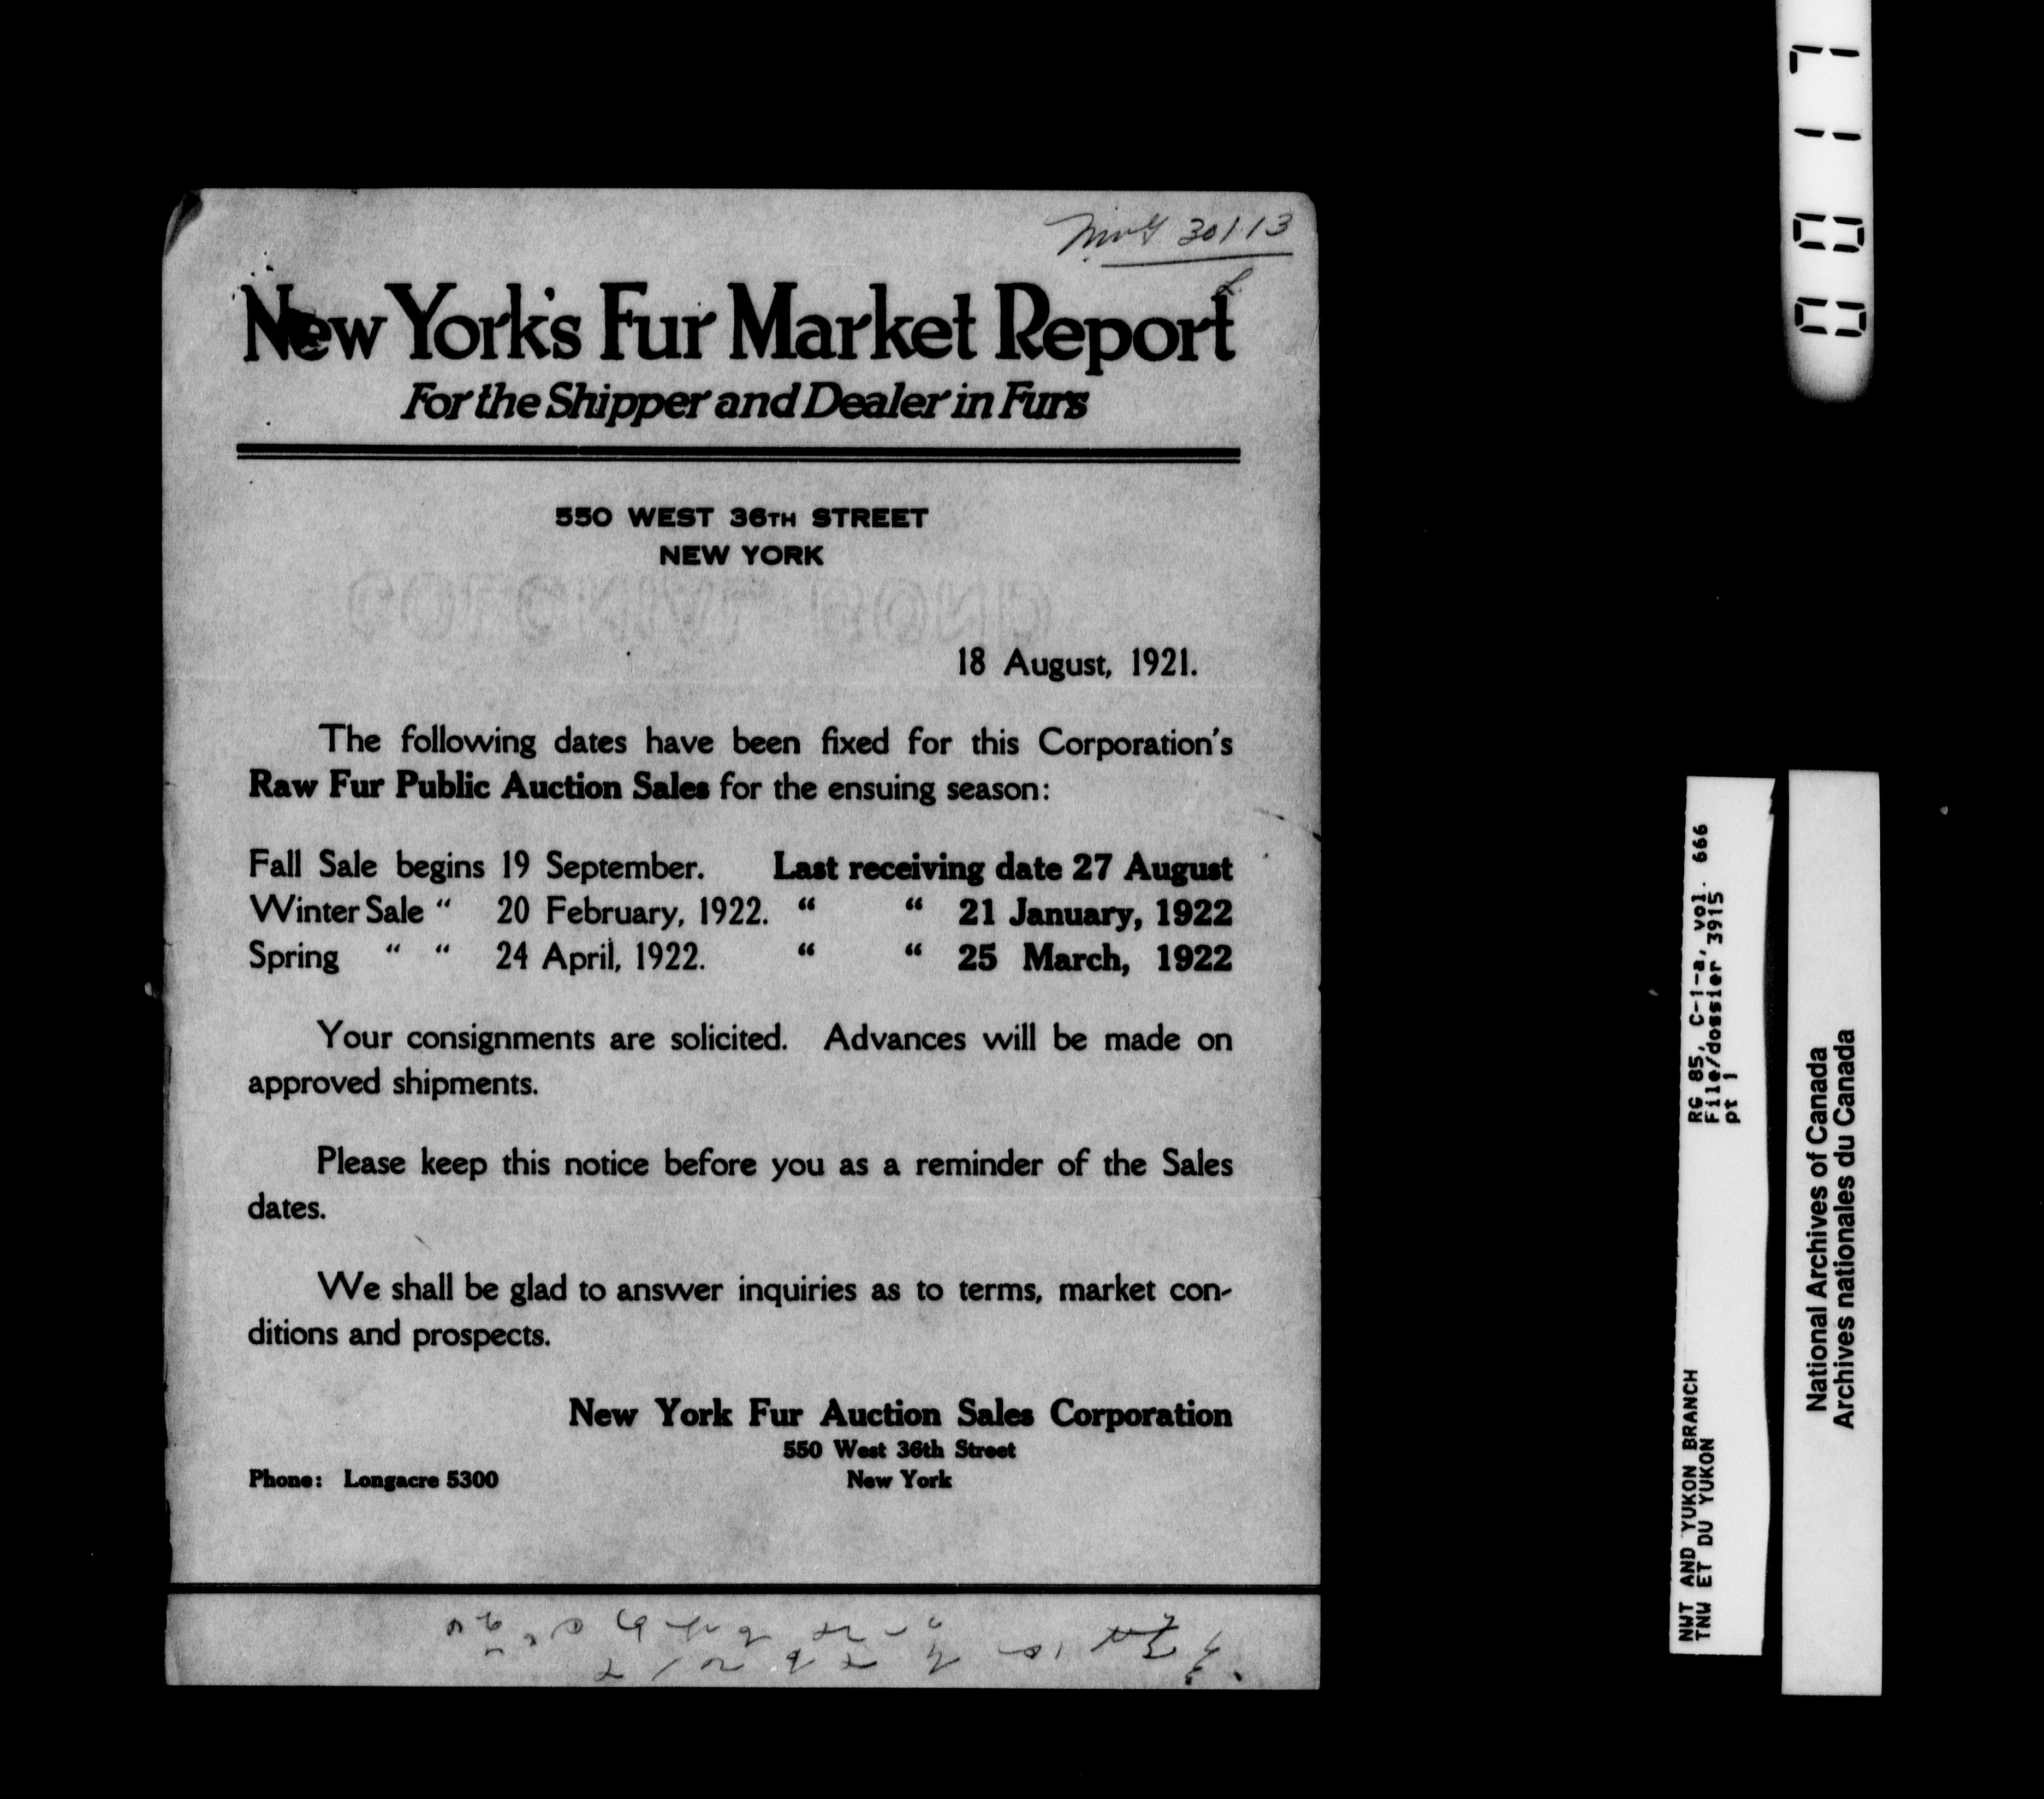 30113
New York's Fur Market Report
For the Shipper and Dealer in Furs
550 WEST 36TH STREET
NEW YORK
COLONIAL BOND
18 August, 1921.
The following dates have been fixed for this Corporation's
Raw Fur Public Auction Sales for the ensuing season:
Fall Sale begins 19 September. Last receiving date 27 August
Winter Sale “ 20 February, 1922. “ “ 21 January, 1922
Spring “ “ 24 April, 1922. “ “ 25 March, 1922
Your consignments are solicited. Advances will be made on
approved shipments.
Please keep this notice before you as a reminder of the Sales
dates.
We shall be glad to answer inquiries as to terms, market con-
ditions and prospects.
New York Fur Auction Sales Corporation
550 West 36th Street
Phone: Longacre 5300 New York
0017
RG 85, C-1-a, vol. 666
File/dossier 3915
pt 1
NWT AND YUKON BRANCH
TNW ET DU YUKON
National Archives of Canada
Archives nationales du Canada